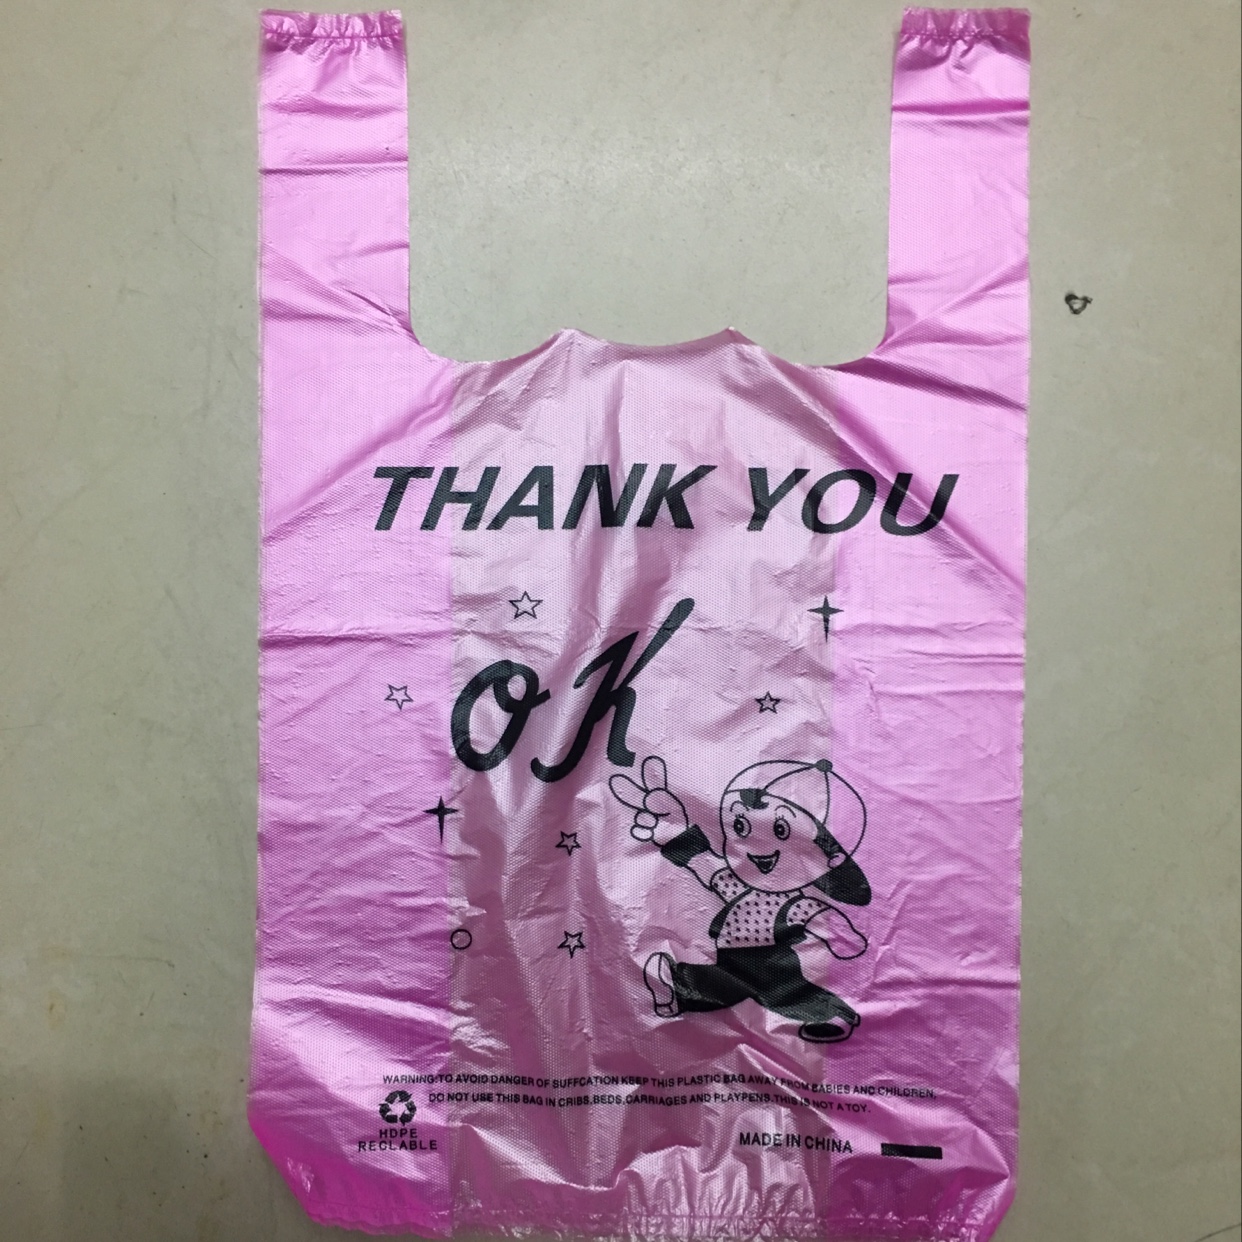 THANK YOU
OK
WARNING:TO AVOID DANGER OF SUFFCATION KEEP THIS PLASTIC BAG AWAY FROM BABIES AND CHILDREN,
DO NOT USE THIS BAG IN CRIBS,BEDS,CARRIAGES AND PLAYPENS.THIS IS NOT A TOY.
HDPE
RECLABLE
MADE IN CHINA